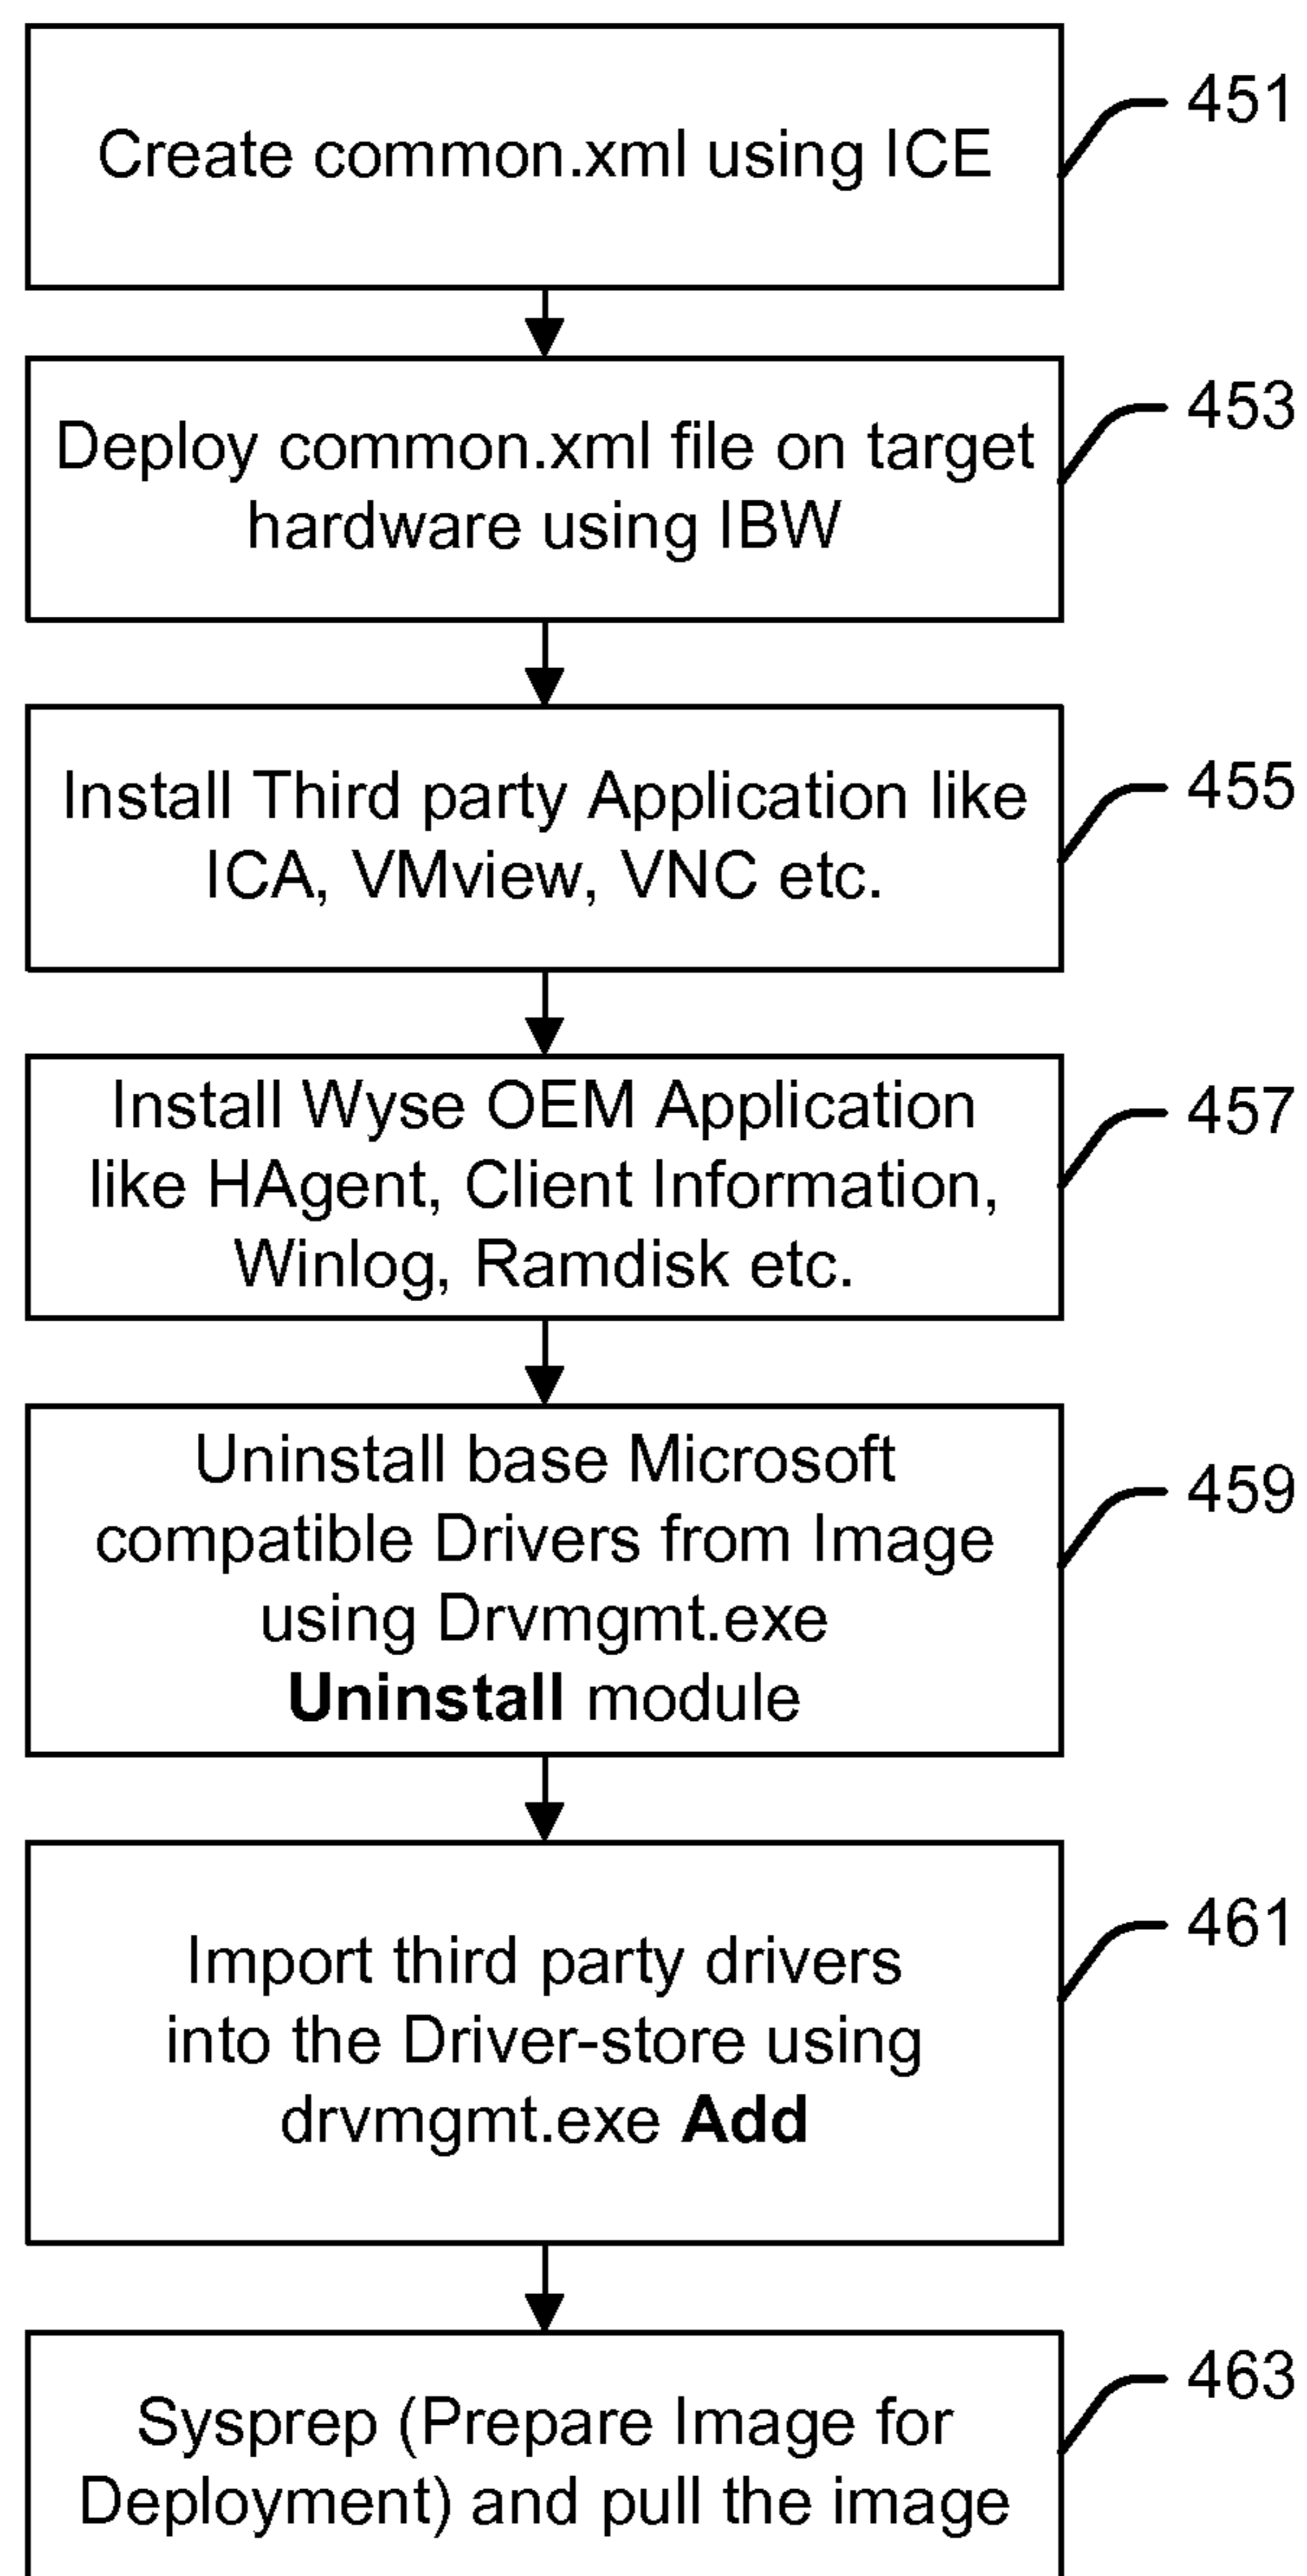 Create common.xml using ICE
451
Deploy common.xml file on target
hardware using IBW
453
Install Third party Application like
ICA, VMview, VNC etc.
455
Install Wyse OEM Application
like HAgent, Client Information,
Winlog, Ramdisk etc.
457
Uninstall base Microsoft
compatible Drivers from Image
using Drvmgmt.exe
Uninstall module
459
Import third party drivers
into the Driver-store using
drvmgmt.exe Add
461
Sysprep (Prepare Image for
Deployment) and pull the image
463